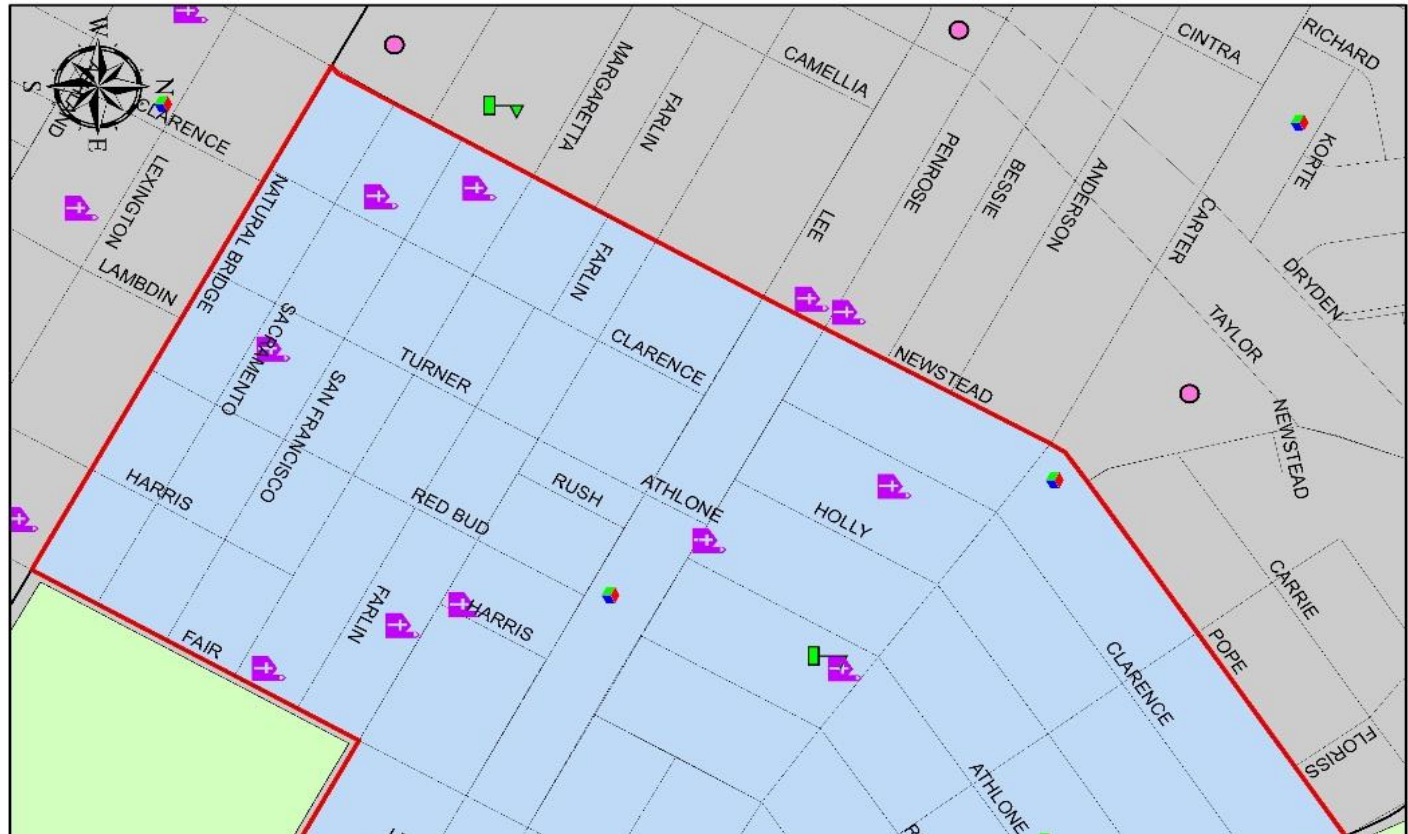 W
N
S
E
CLARENCE
LEXINGTON
LAMBDIN
NATURAL BRIDGE
MARGARETTA
FARLIN
CAMELLIA
CINTRA
RICHARD
KORTE
PENROSE
BESSIE
ANDERSON
LEE
CARTER
DRYDEN
TAYLOR
FARLIN
CLARENCE
NEWSTEAD
NEWSTEAD
SACRAMENTO
SAN FRANCISCO
TURNER
HARRIS
RED BUD
RUSH
ATHLONE
HOLLY
FAIR
FARLIN
HARRIS
CARRIE
POPE
CLARENCE
FLORISS
ATHLONE